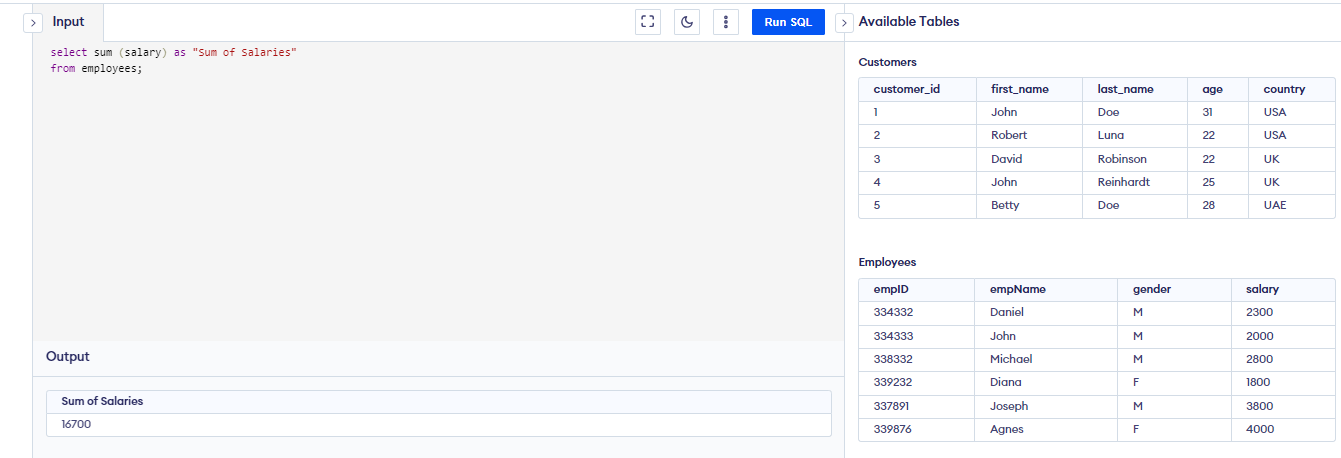 Input
Run SQL
select sum (salary) as "Sum of Salaries"
from employees;
Output
Sum of Salaries
16700
Available Tables
Customers
customer_id first_name last_name age country
1 John Doe 31 USA
2 Robert Luna 22 USA
3 David Robinson 22 UK
4 John Reinhardt 25 UK
5 Betty Doe 28 UAE
Employees
empID empName gender salary
334332 Daniel M 2300
334333 John M 2000
338332 Michael M 2800
339232 Diana F 1800
337891 Joseph M 3800
339876 Agnes F 4000